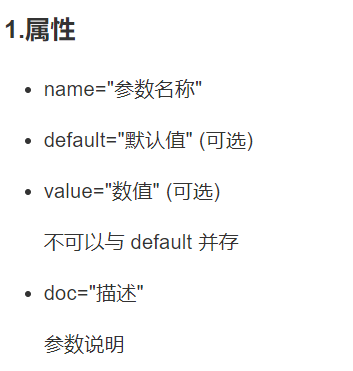 1.属性
name="参数名称"
default="默认值" (可选)
value="数值" (可选)
不可以与 default 并存
doc="描述"
参数说明